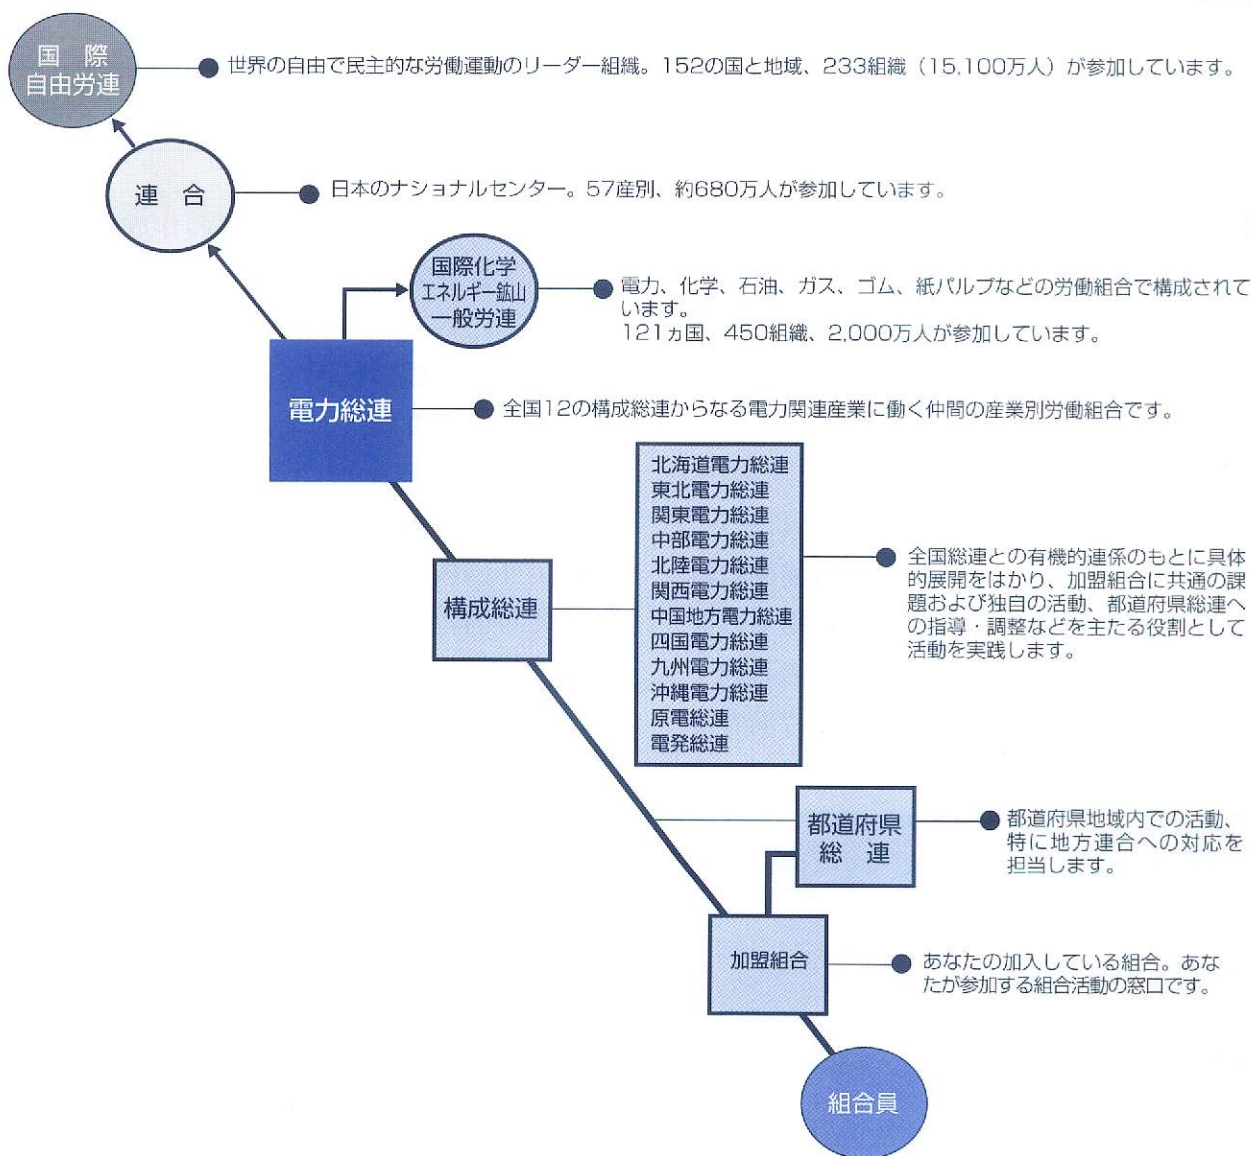 国 際
自由労連
世界の自由で民主的な労働運動のリーダー組織。152の国と地域、233組織（15,100万人）が参加しています。
連 合
日本のナショナルセンター。57産別、約680万人が参加しています。
国際化学
エネルギー鉱山
一般労連
電力、化学、石油、ガス、ゴム、紙パルプなどの労働組合で構成されて
います。
121ヵ国、450組織、2,000万人が参加しています。
電力総連
全国12の構成総連からなる電力関連産業に働く仲間の産業別労働組合です。
構成総連
北海道電力総連
東北電力総連
関東電力総連
中部電力総連
北陸電力総連
関西電力総連
中国地方電力総連
四国電力総連
九州電力総連
沖縄電力総連
原電総連
電発総連
全国総連との有機的連係のもとに具体
的展開をはかり、加盟組合に共通の課
題および独自の活動、都道府県総連へ
の指導・調整などを主たる役割として
活動を実践します。
都道府県
総 連
都道府県地域内での活動、
特に地方連合への対応を
担当します。
加盟組合
あなたの加入している組合。あな
たが参加する組合活動の窓口です。
組合員